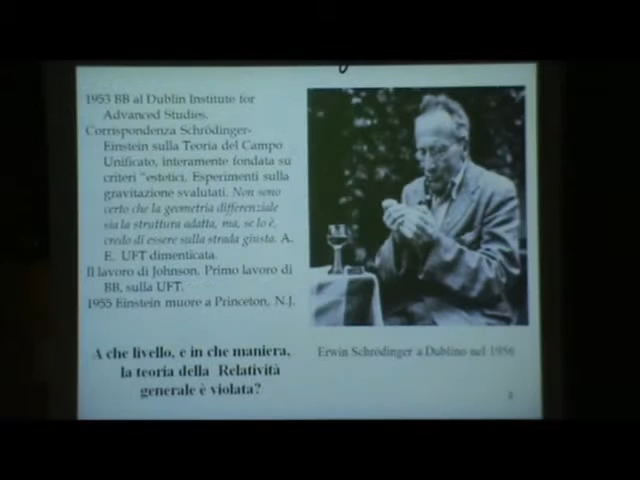 1953 BB al Dublin Institute for
Advanced Studies.
Corrispondenza Schrödinger-
Einstein sulla Teoria del Campo
Unificato, interamente fondata su
criteri "estetici. Esperimenti sulla
gravitazione svalutati. Non sono
certo che la geometria differenziale
sia la struttura adatta, ma, se lo è,
credo di essere sulla strada giusta. A.
E. UFT dimenticata.
Il lavoro di Johnson. Primo lavoro di
BB, sulla UFT.
1955 Einstein muore a Princeton, N.J.
A che livello, e in che maniera,
la teoria della Relatività
generale è violata?
Erwin Schrödinger a Dublino nel 1956